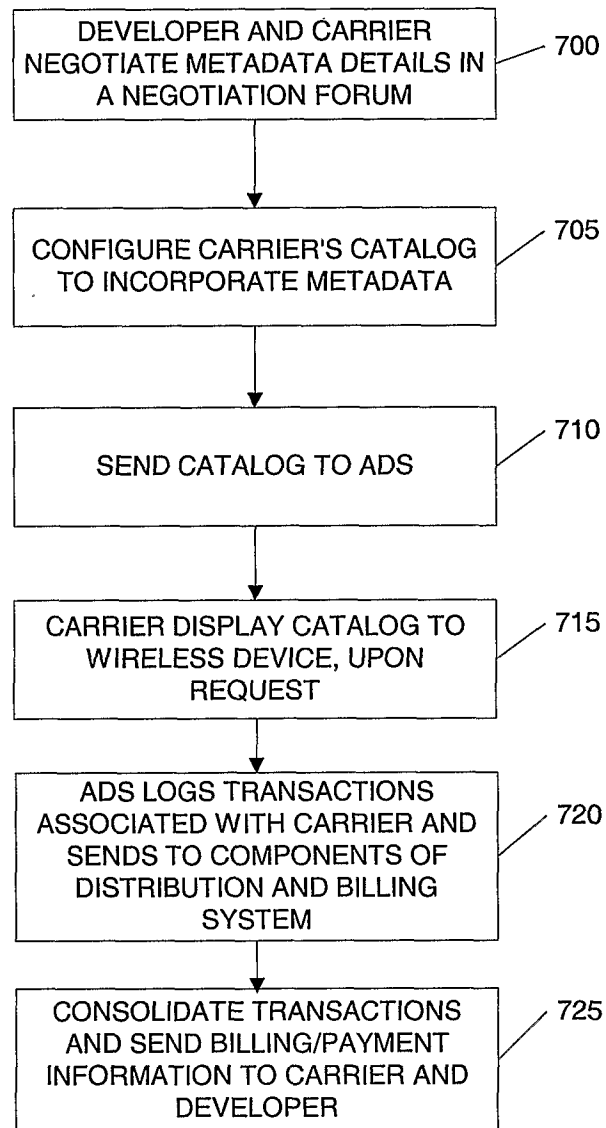 DEVELOPER AND CARRIER
NEGOTIATE METADATA DETAILS IN
A NEGOTIATION FORUM
700
CONFIGURE CARRIER'S CATALOG
TO INCORPORATE METADATA
705
SEND CATALOG TO ADS
710
CARRIER DISPLAY CATALOG TO
WIRELESS DEVICE, UPON
REQUEST
715
ADS LOGS TRANSACTIONS
ASSOCIATED WITH CARRIER AND
SENDS TO COMPONENTS OF
DISTRIBUTION AND BILLING
SYSTEM
720
CONSOLIDATE TRANSACTIONS
AND SEND BILLING/PAYMENT
INFORMATION TO CARRIER AND
DEVELOPER
725